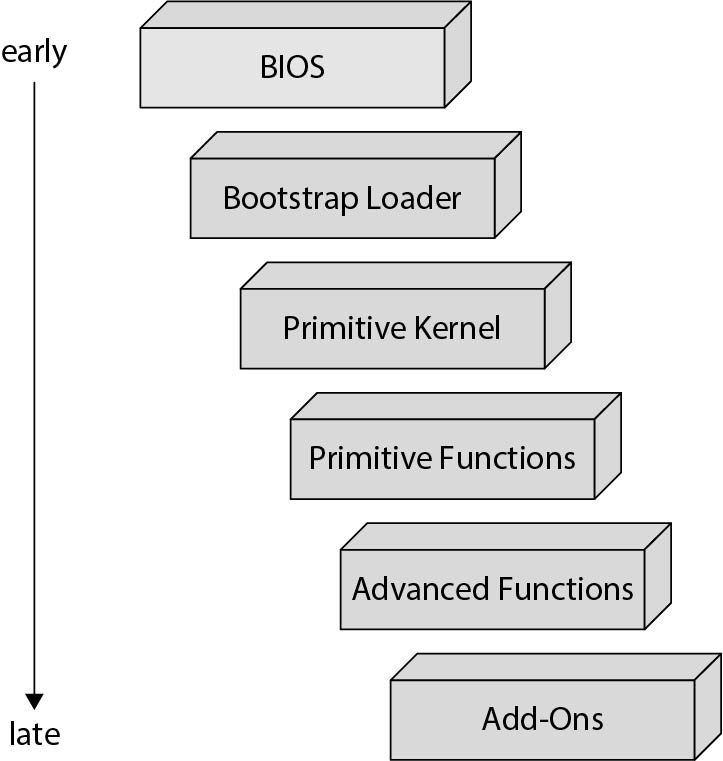 early
BIOS
Bootstrap Loader
Primitive Kernel
Primitive Functions
Advanced Functions
Add-Ons
late